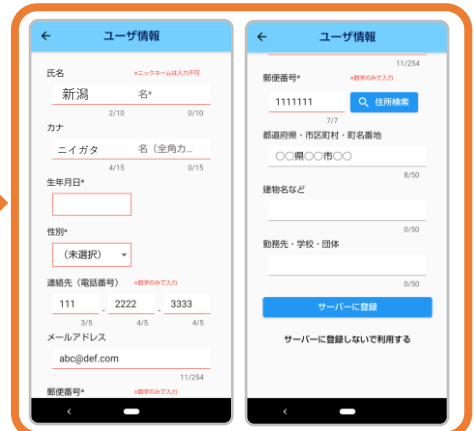 ユーザ情報
氏名 *ニックネームは入力不可
新潟 名*
2/10 0/10
カナ
ニイガタ 名（全角カ...
4/15 0/15
生年月日*
性別*
（未選択）
連絡先（電話番号） *数字のみで入力
111 - 2222 - 3333
3/5 4/5 4/5
メールアドレス
abc@def.com
11/254
郵便番号* *数字のみで入力
ユーザ情報
11/254
郵便番号* *数字のみで入力
1111111 住所検索
7/7
都道府県・市区町村・町名番地
○○県○○市○○
8/50
建物名など
0/50
勤務先・学校・団体
0/50
サーバーに登録
サーバーに登録しないで利用する